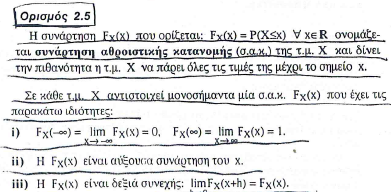 Ορισμός 2.5
Η συνάρτηση F_X(x) που ορίζεται: F_X(x) = P(X≤x) ∀ x∈R ονομάζε-
ται συνάρτηση αθροιστικής κατανομής (σ.α.κ.) της τ.μ. X και δίνει
την πιθανότητα η τ.μ. X να πάρει όλες τις τιμές της μέχρι το σημείο x.
Σε κάθε τ.μ. X αντιστοιχεί μονοσήμαντα μία σ.α.κ. F_X(x) που έχει τις
παρακάτω ιδιότητες:
i) F_X(-∞) = lim F_X(x) = 0, F_X(∞) = lim F_X(x) = 1.
x→-∞ x→∞
ii) Η F_X(x) είναι αύξουσα συνάρτηση του x.
iii) Η F_X(x) είναι δεξιά συνεχής: lim F_X(x+h) = F_X(x).